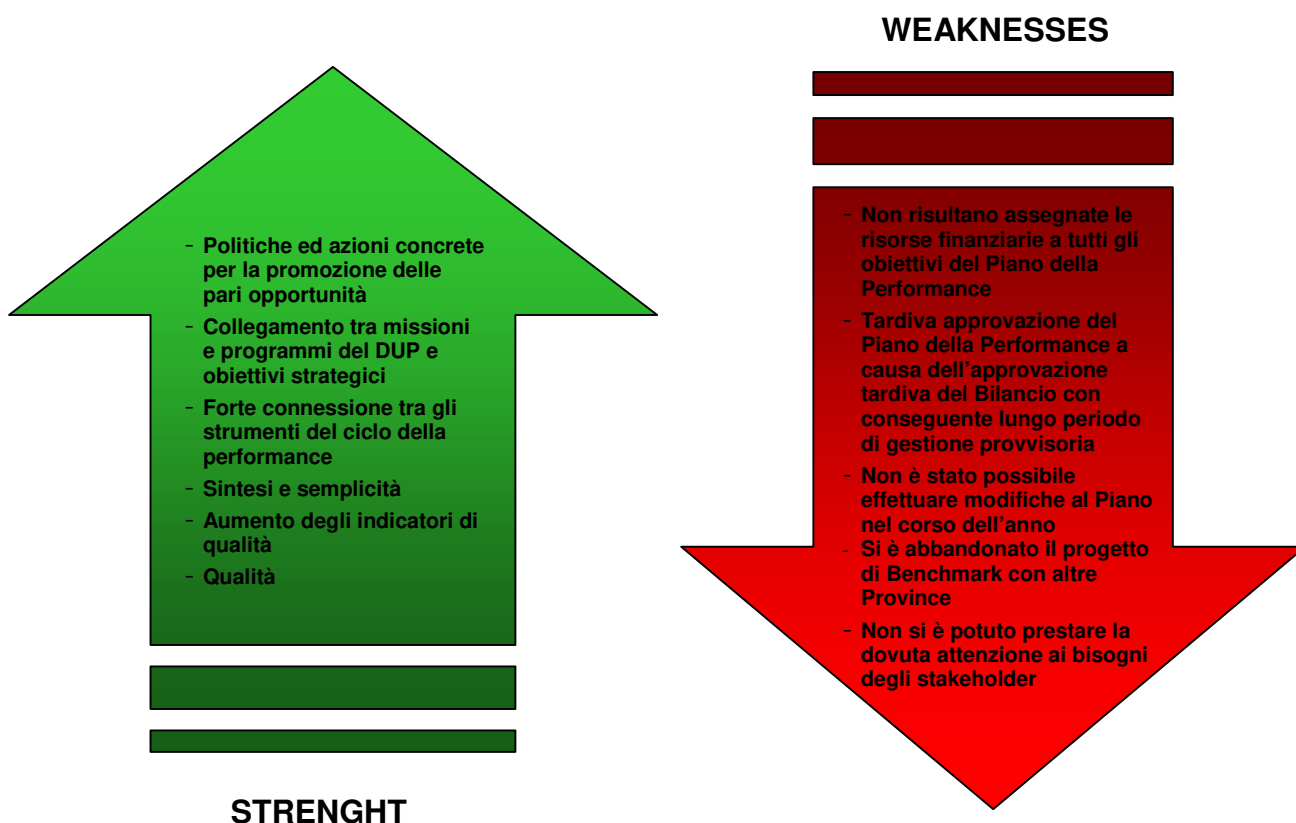 WEAKNESSES
- Politiche ed azioni concrete
per la promozione delle
pari opportunità
- Collegamento tra missioni
e programmi del DUP e
obiettivi strategici
- Forte connessione tra gli
strumenti del ciclo della
performance
- Sintesi e semplicità
- Aumento degli indicatori di
qualità
- Qualità
STRENGHT
- Non risultano assegnate le
risorse finanziarie a tutti gli
obiettivi del Piano della
Performance
- Tardiva approvazione del
Piano della Performance a
causa dell’approvazione
tardiva del Bilancio con
conseguente lungo periodo
di gestione provvisoria
- Non è stato possibile
effettuare modifiche al Piano
nel corso dell’anno
- Si è abbandonato il progetto
di Benchmark con altre
Province
- Non si è potuto prestare la
dovuta attenzione ai bisogni
degli stakeholder